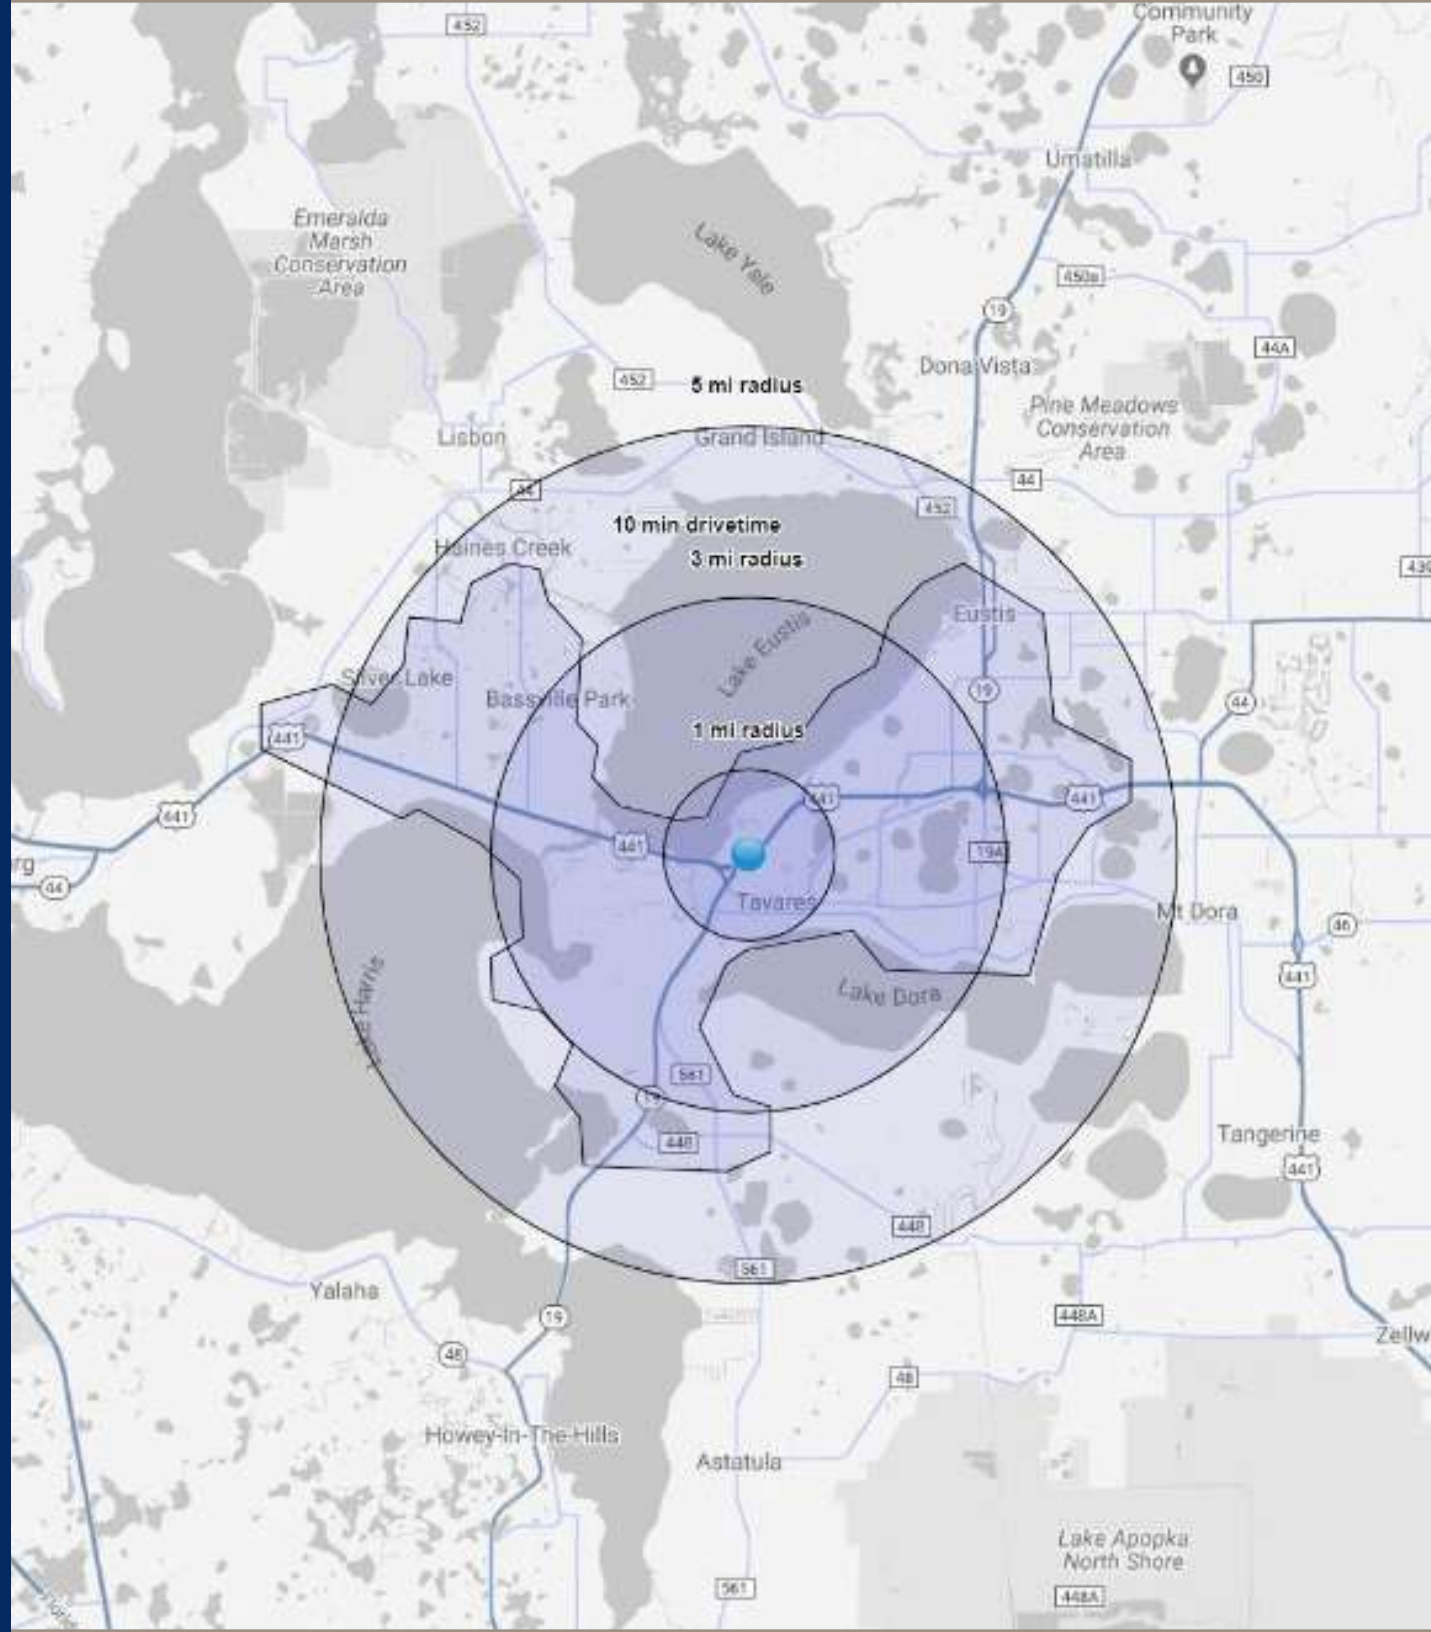 Community
Park
452
450
Umatilla
Emeralda
Marsh
Conservation
Area
Lake Yale
450a
19
44A
Dona Vista
452
5 mi radius
Pine Meadows
Conservation
Area
Lisbon
Grand Island
44
44
452
10 min drivetime
Haines Creek
3 mi radius
Eustis
Lake Eustis
Silver Lake
Bassville Park
19
44
1 mi radius
441
441
441
441
441
19A
44
Tavares
Mt Dora
46
441
Lake Harris
Lake Dora
561
19
448
Tangerine
441
448
561
Yalaha
19
448A
48
Zellw
48
Howey-In-The-Hills
Astatula
Lake Apopka
North Shore
561
448A